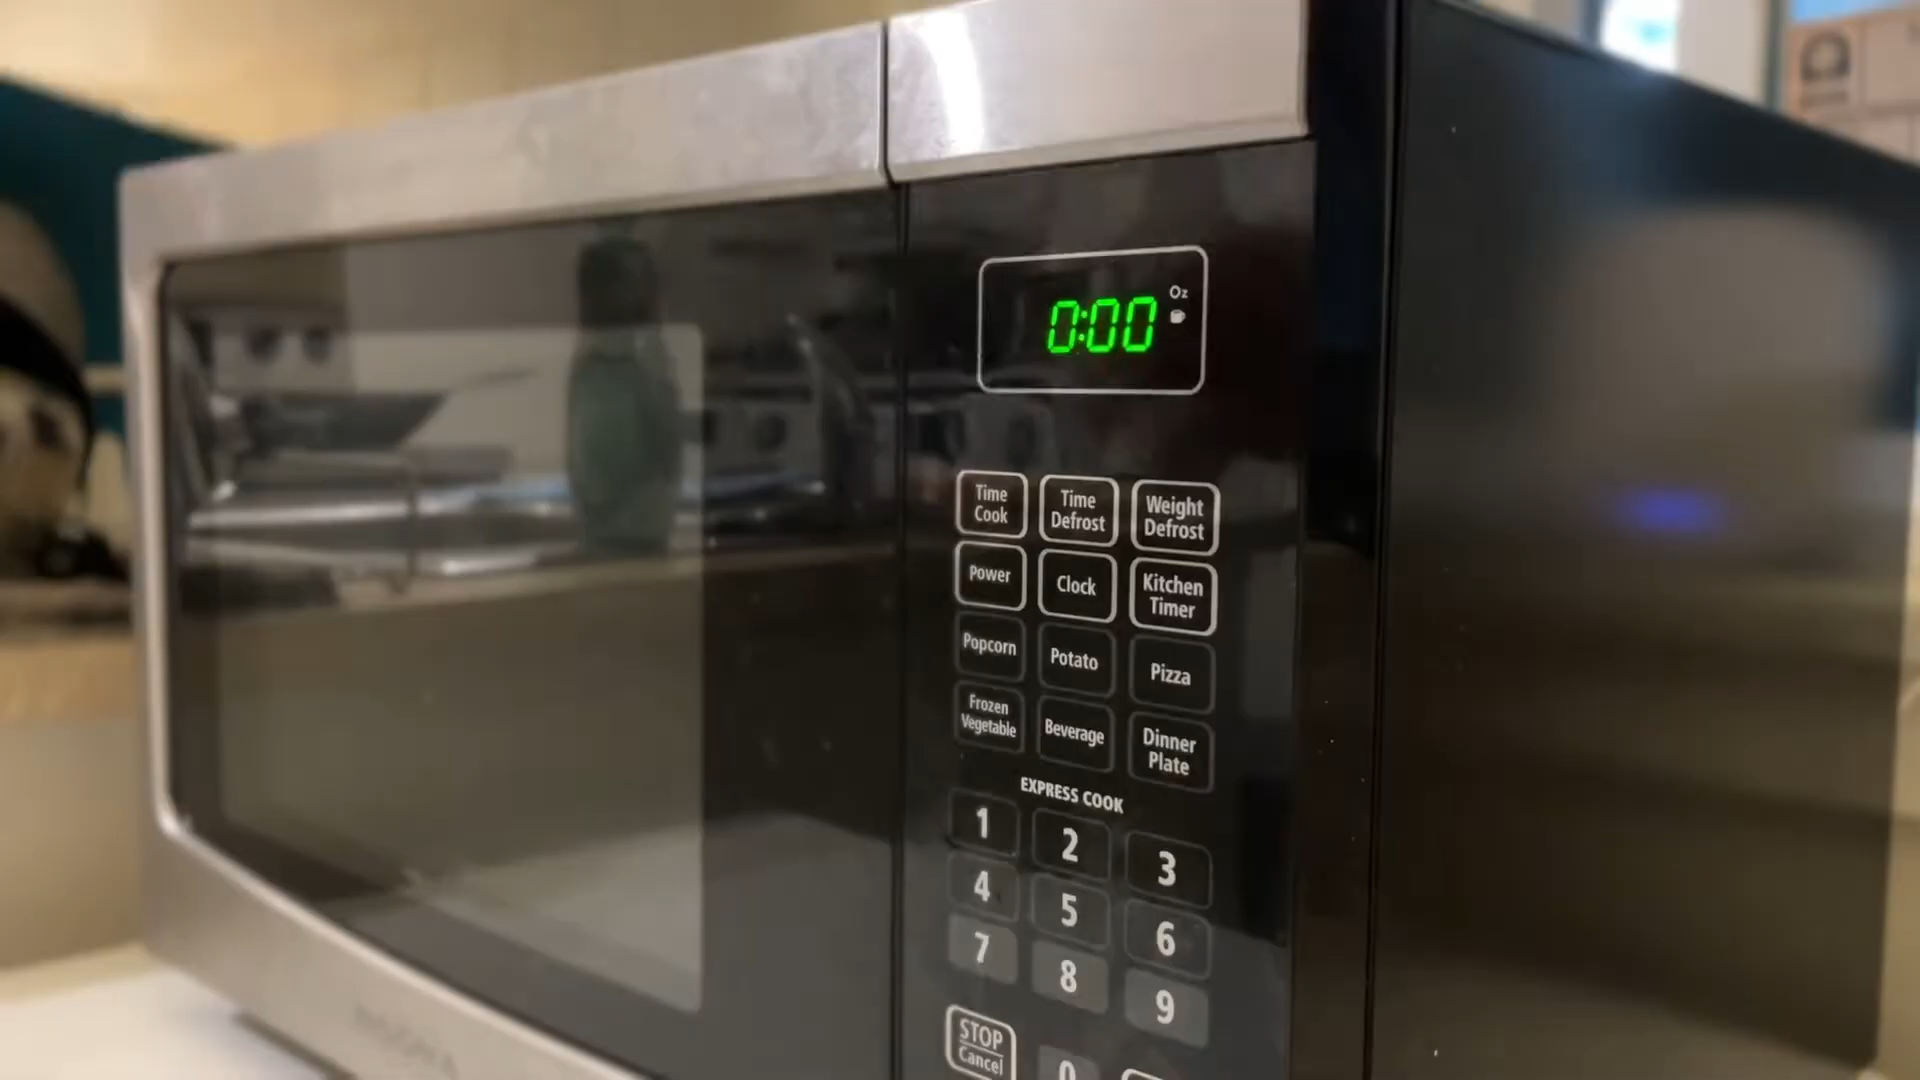 0:00
Oz
Time
Cook
Time
Defrost
Weight
Defrost
Power
Clock
Kitchen
Timer
Popcorn
Potato
Pizza
Frozen
Vegetable
Beverage
Dinner
Plate
EXPRESS COOK
1
2
3
4
5
6
7
8
9
STOP
Cancel
0